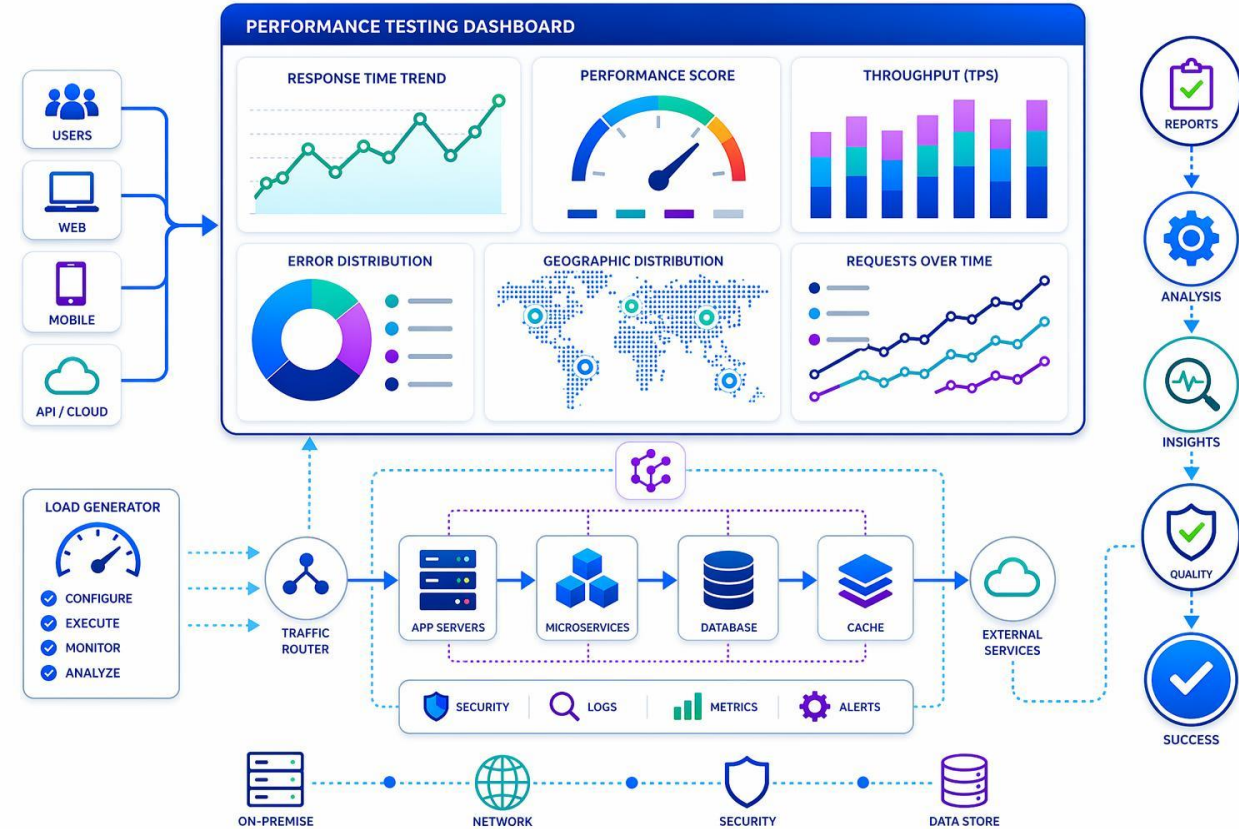 PERFORMANCE TESTING DASHBOARD
USERS
WEB
MOBILE
API / CLOUD
RESPONSE TIME TREND
PERFORMANCE SCORE
THROUGHPUT (TPS)
ERROR DISTRIBUTION
GEOGRAPHIC DISTRIBUTION
REQUESTS OVER TIME
REPORTS
ANALYSIS
INSIGHTS
QUALITY
SUCCESS
LOAD GENERATOR
CONFIGURE
EXECUTE
MONITOR
ANALYZE
TRAFFIC
ROUTER
APP SERVERS
MICROSERVICES
DATABASE
CACHE
EXTERNAL
SERVICES
SECURITY
LOGS
METRICS
ALERTS
ON-PREMISE
NETWORK
SECURITY
DATA STORE